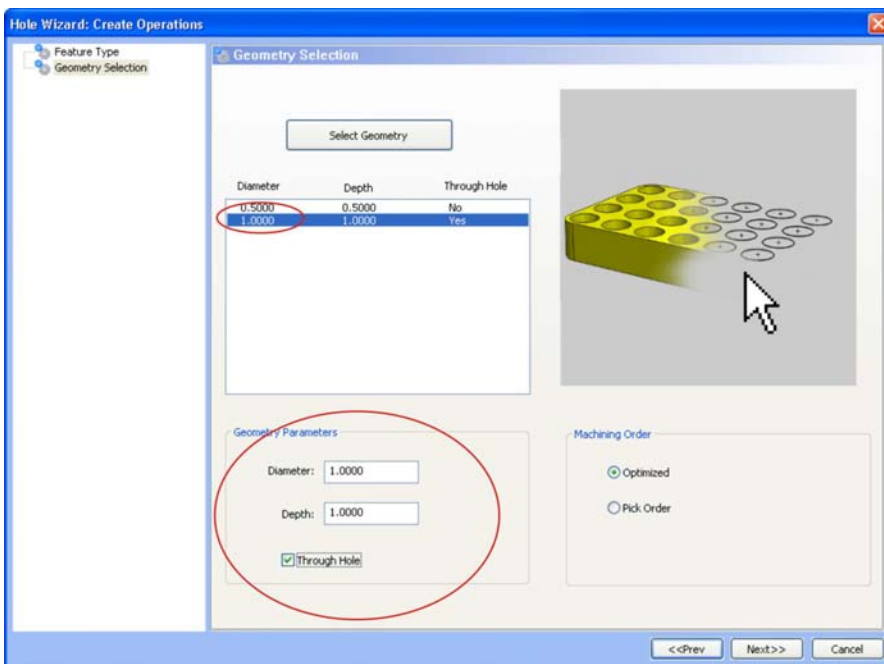 Hole Wizard: Create Operations
Feature Type
Geometry Selection
Geometry Selection
Select Geometry
Diameter Depth Through Hole
0.5000 0.5000 No
1.0000 1.0000 Yes
Geometry Parameters
Diameter: 1.0000
Depth: 1.0000
Through Hole
Machining Order
Optimized
Pick Order
<<Prev Next>> Cancel